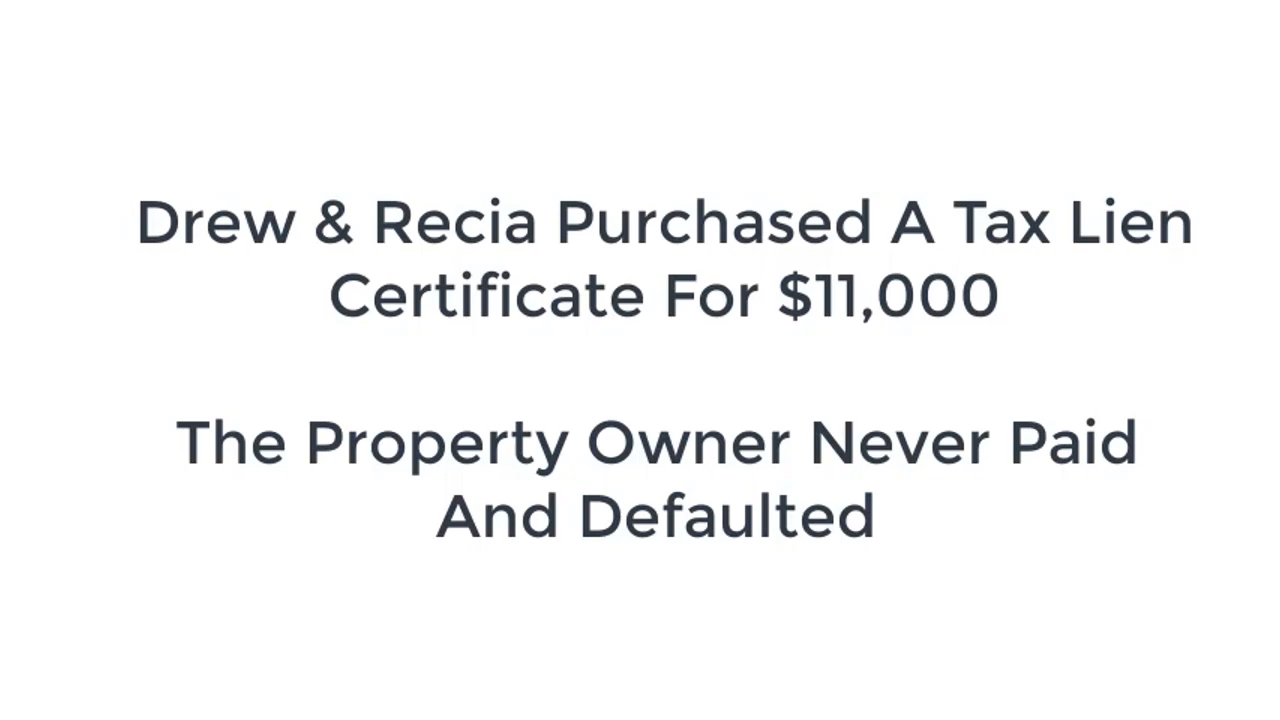 Drew & Recia Purchased A Tax Lien
Certificate For $11,000
The Property Owner Never Paid
And Defaulted